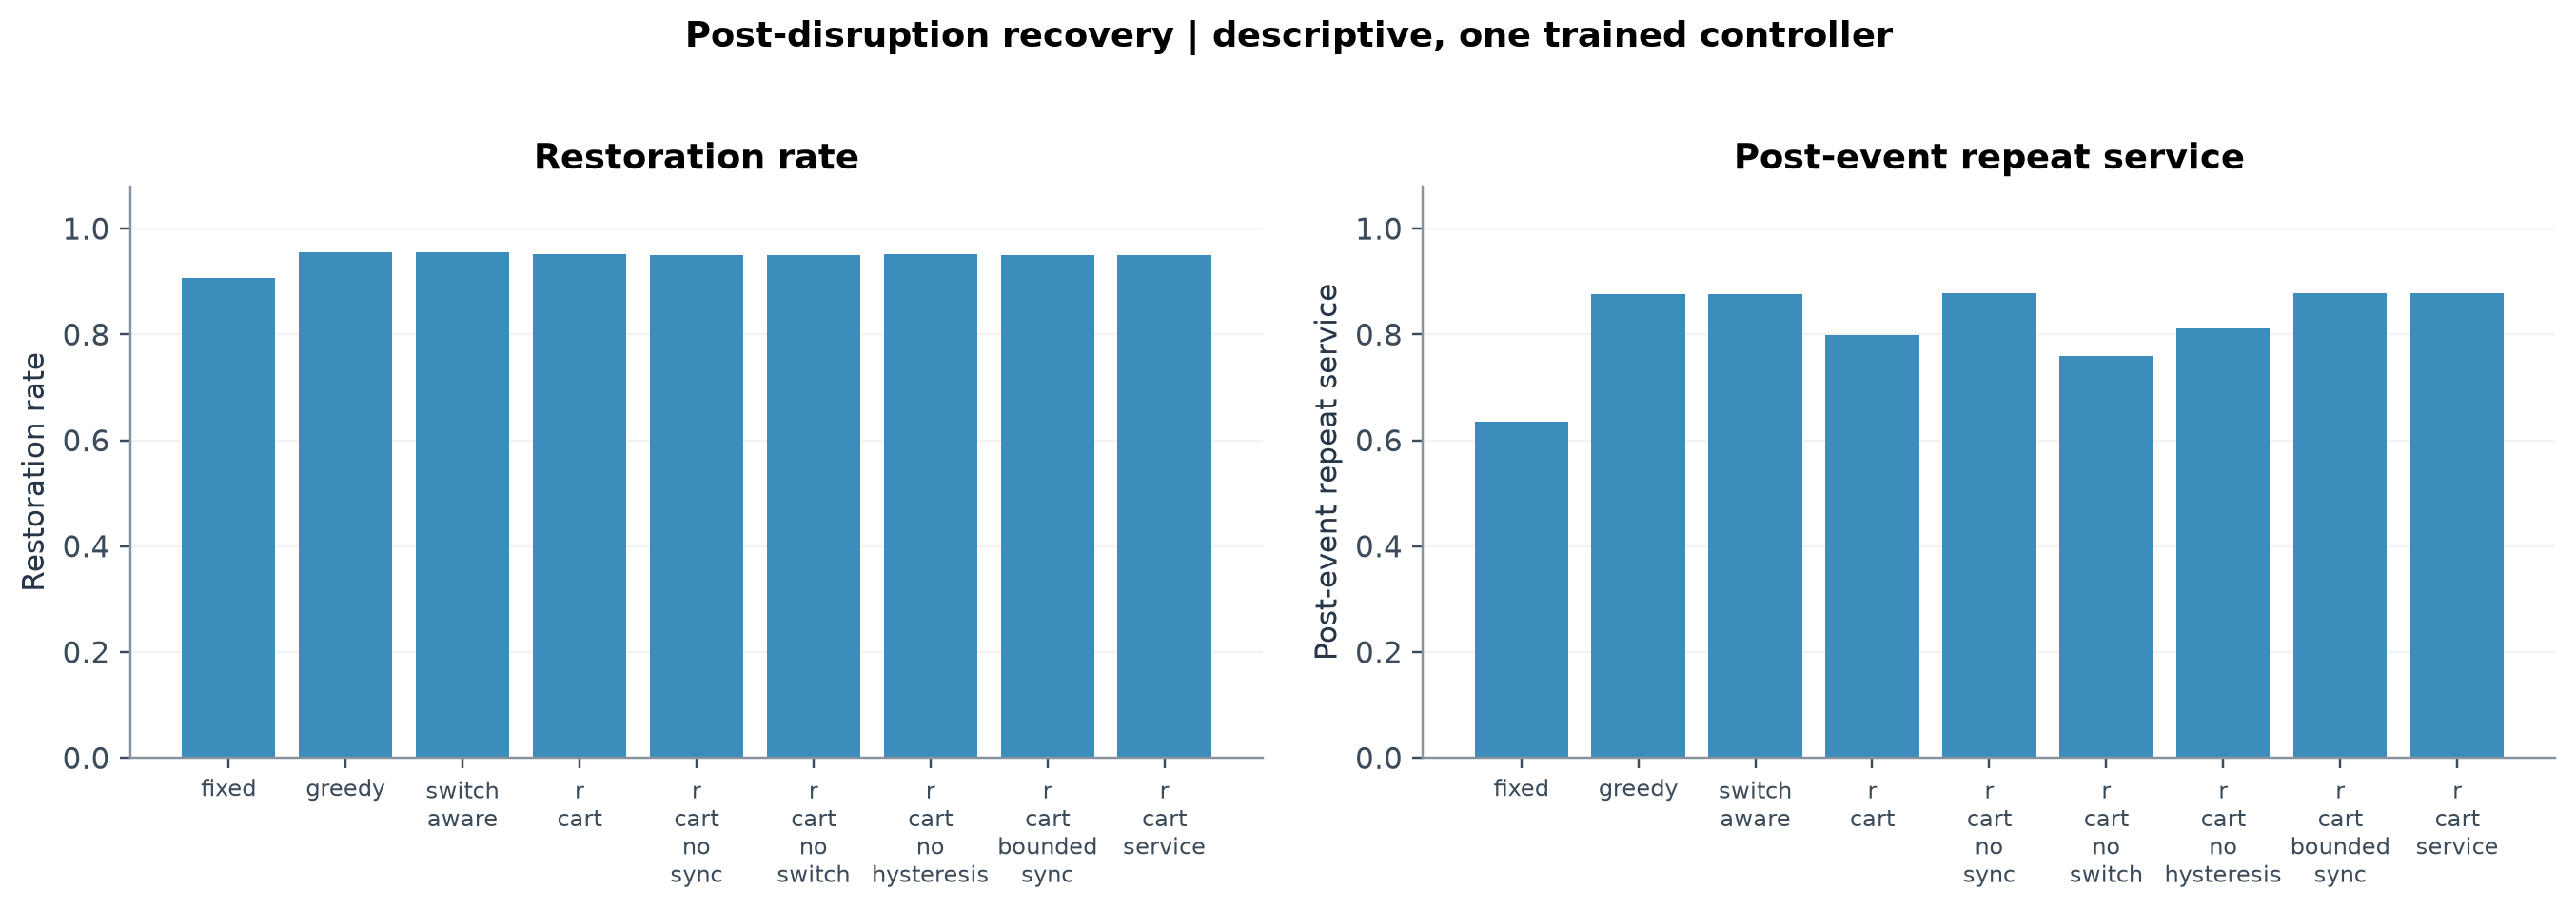 Post-disruption recovery | descriptive, one trained controller
Restoration rate
Restoration rate
1.0
0.8
0.6
0.4
0.2
0.0
fixed
greedy
switch
aware
r
cart
r
cart
no
sync
r
cart
no
switch
r
cart
no
hysteresis
r
cart
bounded
sync
r
cart
service
Post-event repeat service
Post-event repeat service
1.0
0.8
0.6
0.4
0.2
0.0
fixed
greedy
switch
aware
r
cart
r
cart
no
sync
r
cart
no
switch
r
cart
no
hysteresis
r
cart
bounded
sync
r
cart
service